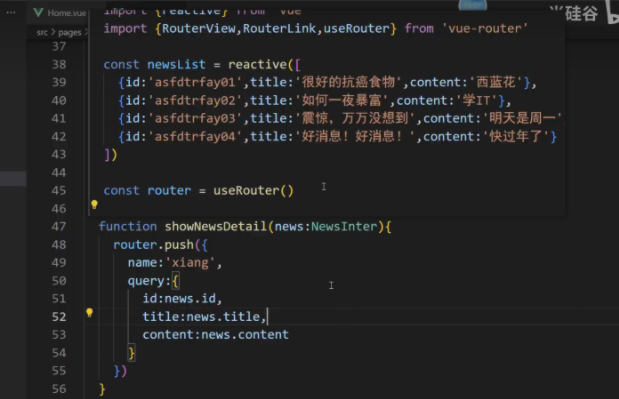 Home.vue
尚硅谷
src > pages
import {reactive} from 'vue'
import {RouterView,RouterLink,useRouter} from 'vue-router'
37
38 const newsList = reactive([
39 {id:'asfdtrfay01',title:'很好的抗癌食物',content:'西蓝花'},
40 {id:'asfdtrfay02',title:'如何一夜暴富',content:'学IT'},
41 {id:'asfdtrfay03',title:'震惊，万万没想到',content:'明天是周一'
42 {id:'asfdtrfay04',title:'好消息！好消息！',content:'快过年了'}
43 ])
44
45 const router = useRouter()
46
47 function showNewsDetail(news:NewsInter){
48 router.push({
49 name:'xiang',
50 query:{
51 id:news.id,
52 title:news.title,
53 content:news.content
54 }
55 })
56 }